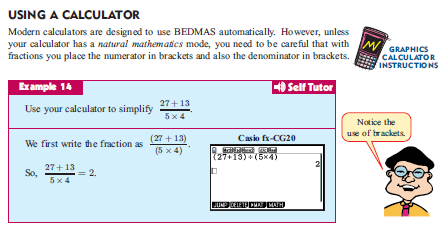 USING A CALCULATOR
Modern calculators are designed to use BEDMAS automatically. However, unless
your calculator has a natural mathematics mode, you need to be careful that with
fractions you place the numerator in brackets and also the denominator in brackets.
GRAPHICS
CALCULATOR
INSTRUCTIONS
Example 14
Self Tutor
Use your calculator to simplify (27 + 13)/(5 × 4).
We first write the fraction as (27 + 13)/(5 × 4)
So, 27 + 13/5 × 4 = 2.
Casio fx-CG20
(27+13)÷(5×4)
2
JUMP DELETE ▶MAT MATH
Notice the
use of brackets.